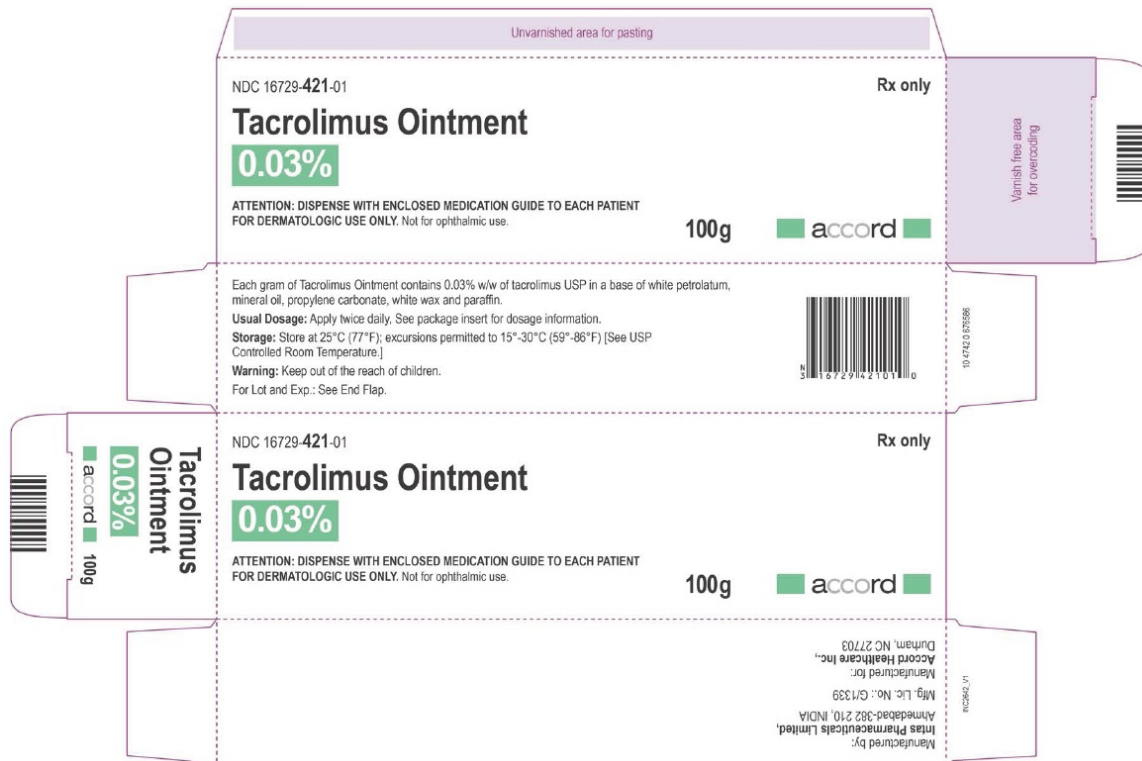 Unvarnished area for pasting
NDC 16729-421-01
Rx only
Tacrolimus Ointment
0.03%
ATTENTION: DISPENSE WITH ENCLOSED MEDICATION GUIDE TO EACH PATIENT
FOR DERMATOLOGIC USE ONLY. Not for ophthalmic use.
100g
accord
Varnish free area
for overcoding
Each gram of Tacrolimus Ointment contains 0.03% w/w of tacrolimus USP in a base of white petrolatum,
mineral oil, propylene carbonate, white wax and paraffin.
Usual Dosage: Apply twice daily, See package insert for dosage information.
Storage: Store at 25°C (77°F); excursions permitted to 15°-30°C (59°-86°F) [See USP
Controlled Room Temperature.]
Warning: Keep out of the reach of children.
For Lot and Exp.: See End Flap.
N
3 16729 42101 0
10 4742 0 676586
Tacrolimus
Ointment
0.03%
accord
100g
NDC 16729-421-01
Rx only
Tacrolimus Ointment
0.03%
ATTENTION: DISPENSE WITH ENCLOSED MEDICATION GUIDE TO EACH PATIENT
FOR DERMATOLOGIC USE ONLY. Not for ophthalmic use.
100g
accord
Manufactured by:
Intas Pharmaceuticals Limited,
Ahmedabad-382 210, INDIA
Mfg. Lic. No.: G/1339
Manufactured for:
Accord Healthcare Inc.,
Durham, NC 27703
INC2642_V1